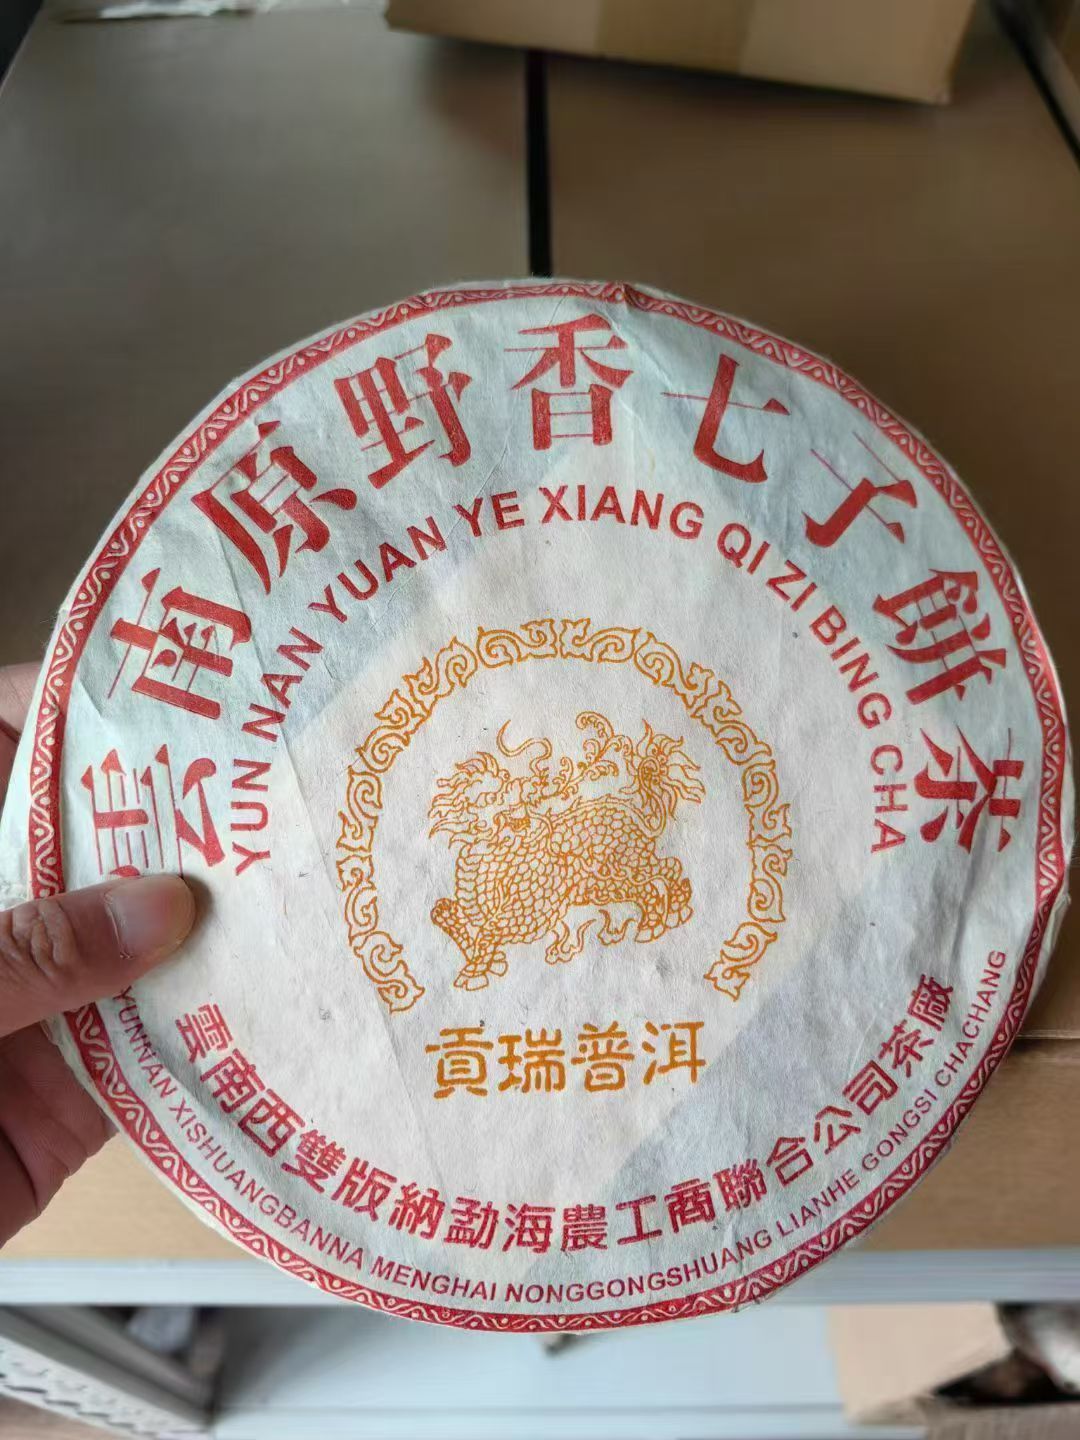 雲南原野香七子餅茶
YUN NAN YUAN YE XIANG QI ZI BING CHA
貢瑞普洱
雲南西雙版納勐海農工商聯合公司茶廠
YUNNAN XISHUANGBANNA MENGHAI NONGGONGSHUANG LIANHE GONGSI CHACHANG